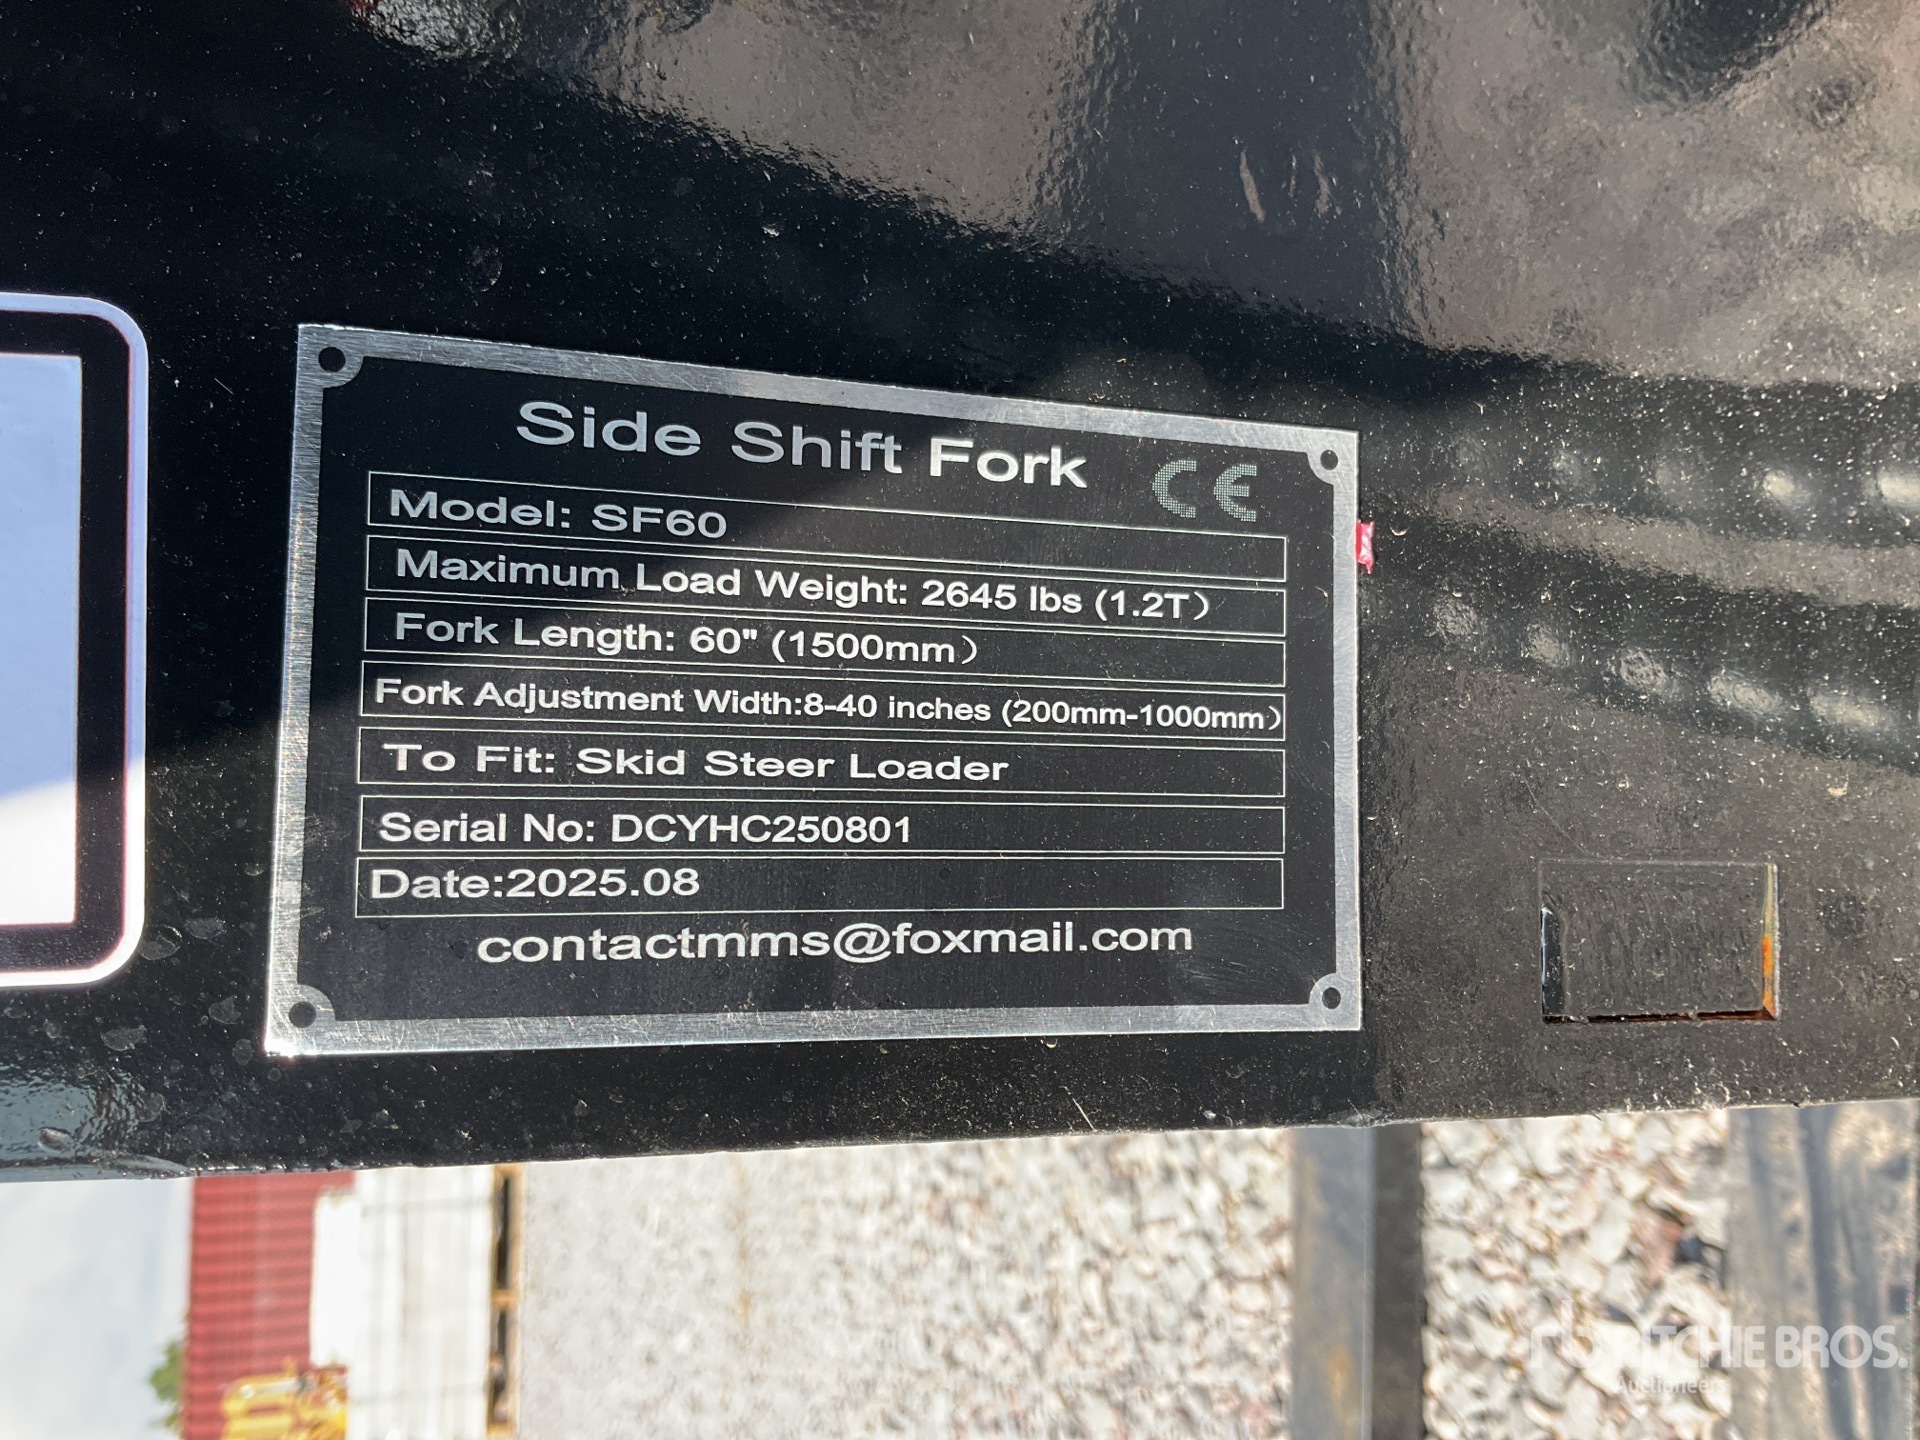 Side Shift Fork CE
Model: SF60
Maximum Load Weight: 2645 lbs (1.2T)
Fork Length: 60" (1500mm)
Fork Adjustment Width:8-40 inches (200mm-1000mm)
To Fit: Skid Steer Loader
Serial No: DCYHC250801
Date:2025.08
contactmms@foxmail.com
rb RITCHIE BROS.
Auctioneers